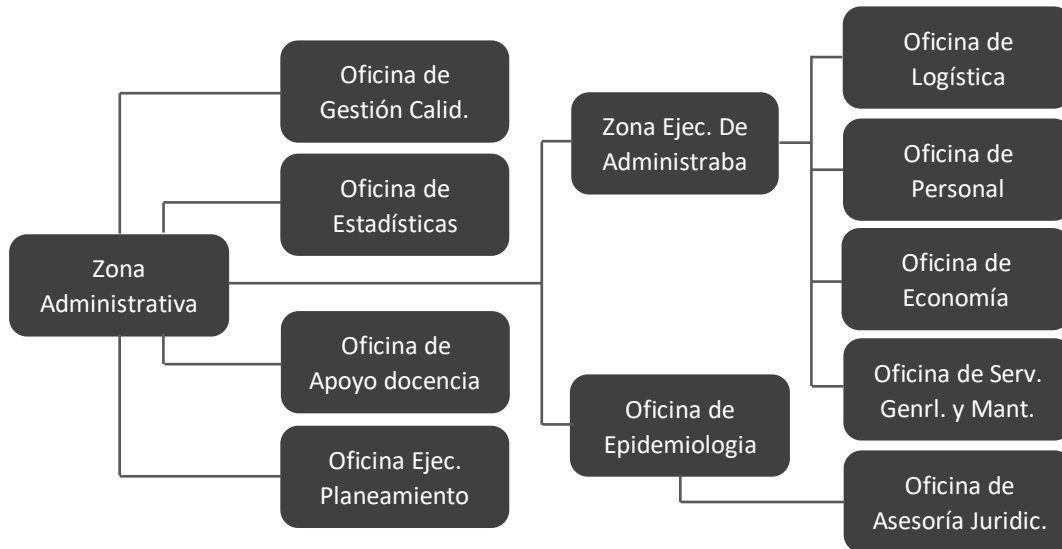 Oficina de
Gestión Calid.
Oficina de
Estadísticas
Zona
Administrativa
Oficina de
Apoyo docencia
Oficina Ejec.
Planeamiento
Zona Ejec. De
Administraba
Oficina de
Epidemiologia
Oficina de
Logística
Oficina de
Personal
Oficina de
Economía
Oficina de Serv.
Genrl. y Mant.
Oficina de
Asesoría Juridic.